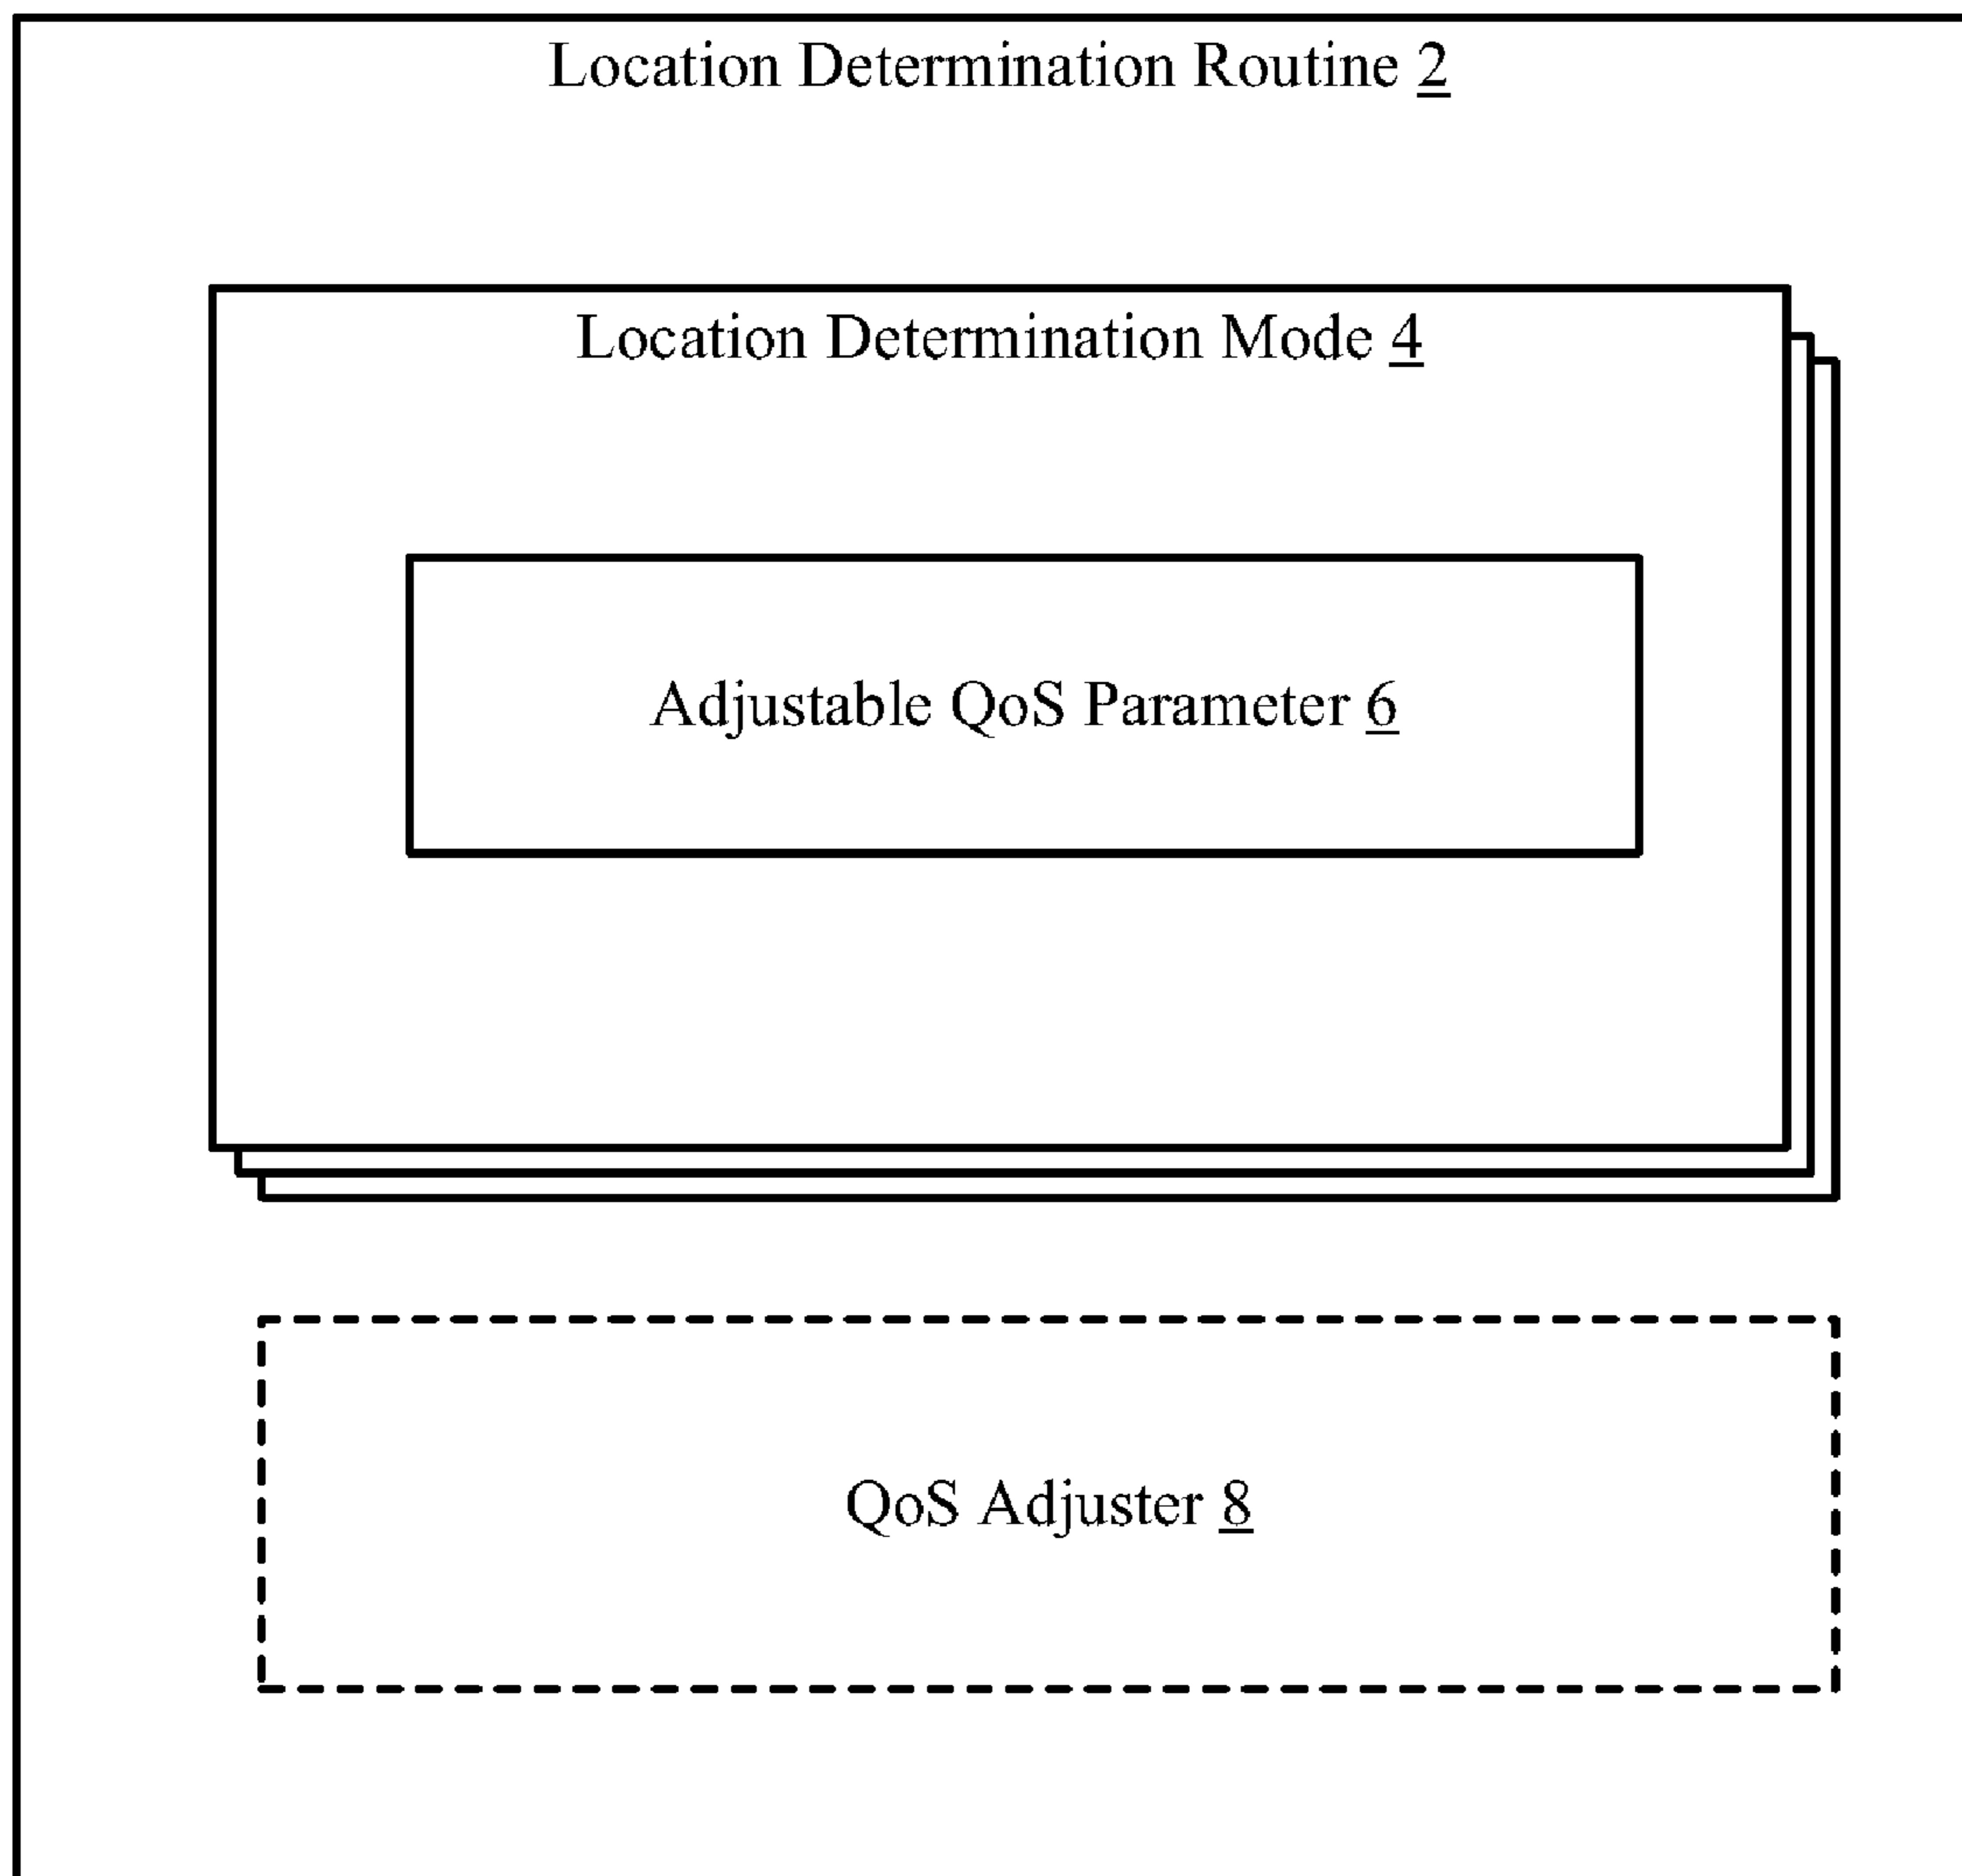 Location Determination Routine 2
Location Determination Mode 4
Adjustable QoS Parameter 6
QoS Adjuster 8